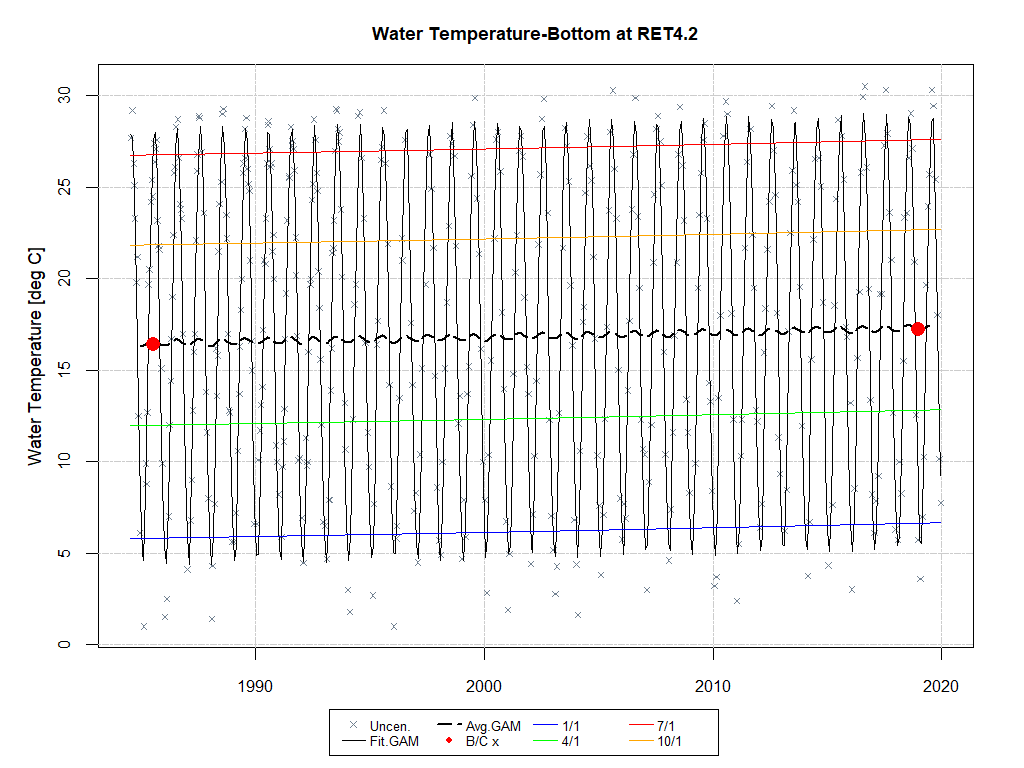 Water Temperature-Bottom at RET4.2
Water Temperature [deg C]
30
25
20
15
10
5
0
1990 2000 2010 2020
Uncen. Avg.GAM 1/1 7/1
Fit.GAM B/C x 4/1 10/1